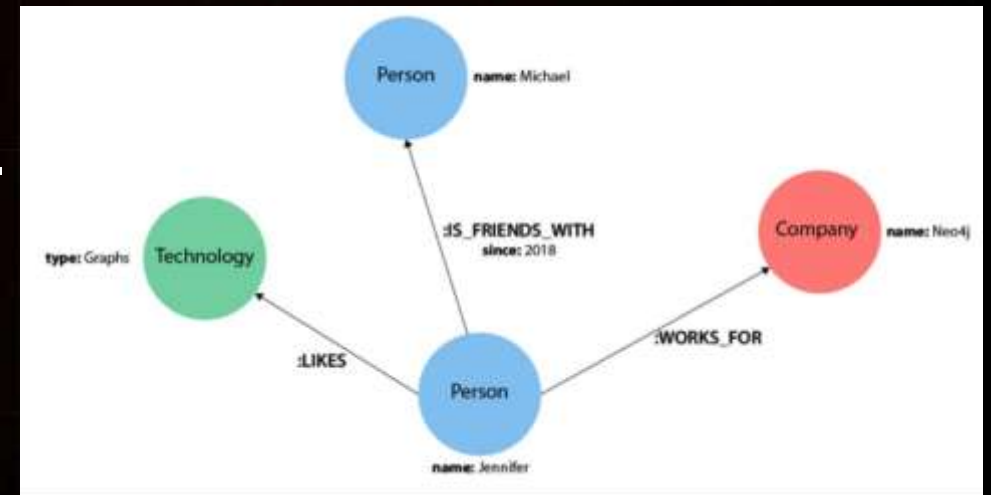 Person
name: Michael
:IS_FRIENDS_WITH
since: 2018
Company
name: Neo4j
type: Graphs
Technology
:WORKS_FOR
:LIKES
Person
name: Jennifer